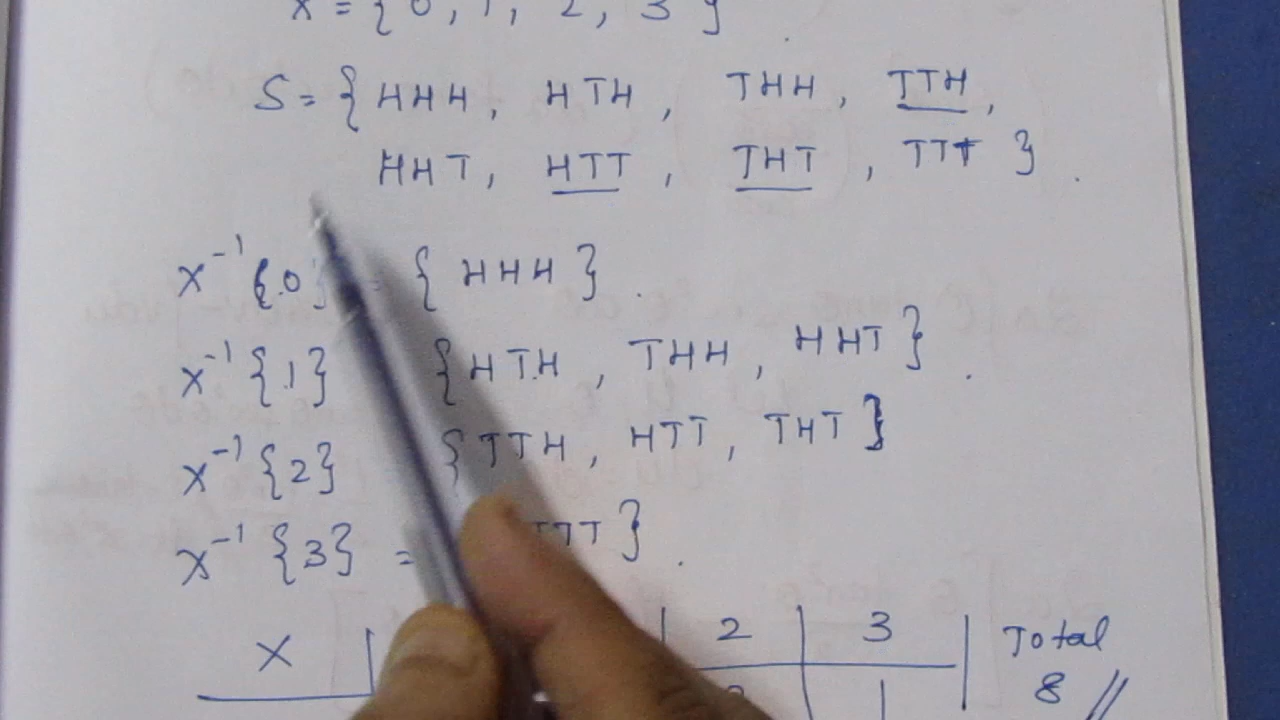 X = {0, 1, 2, 3}
S = { HHH, HTH, THH, TTH,
HHT, HTT, THT, TTT }.
X⁻¹{0} = { HHH }.
X⁻¹{1} {HTH, THH, HHT}.
X⁻¹{2} {TTH, HTT, THT}
X⁻¹{3} = TTT}.
X 2 3 Total
1 8 //